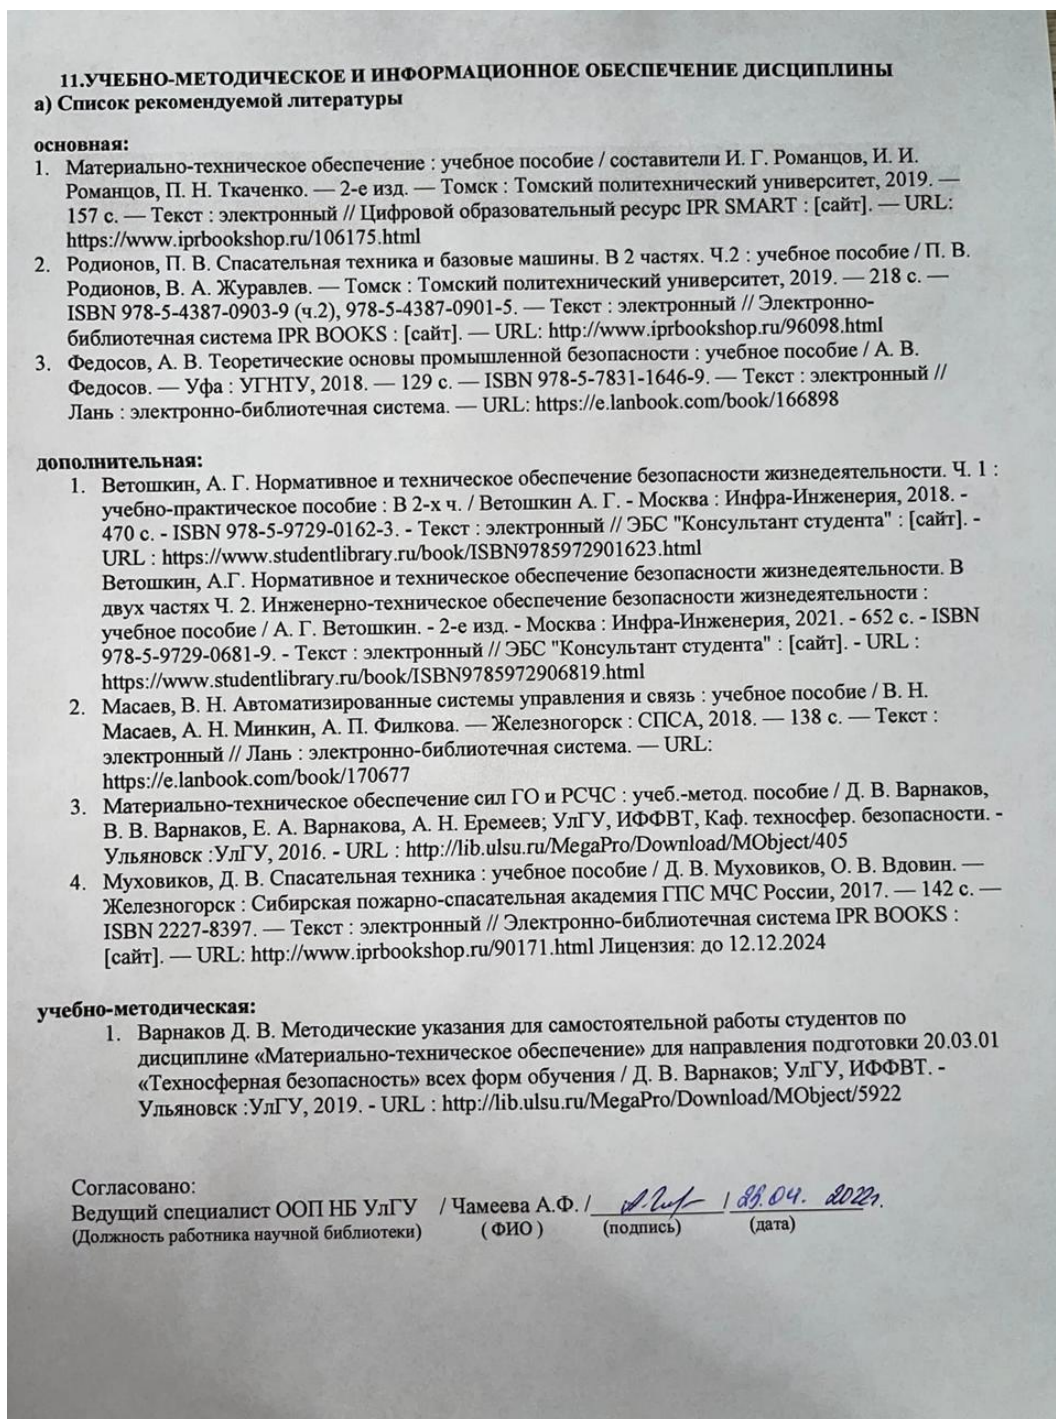 11.УЧЕБНО-МЕТОДИЧЕСКОЕ И ИНФОРМАЦИОННОЕ ОБЕСПЕЧЕНИЕ ДИСЦИПЛИНЫ
а) Список рекомендуемой литературы
основная:
1. Материально-техническое обеспечение : учебное пособие / составители И. Г. Романцов, И. И.
Романцов, П. Н. Ткаченко. — 2-е изд. — Томск : Томский политехнический университет, 2019. —
157 с. — Текст : электронный // Цифровой образовательный ресурс IPR SMART : [сайт]. — URL:
https://www.iprbookshop.ru/106175.html
2. Родионов, П. В. Спасательная техника и базовые машины. В 2 частях. Ч.2 : учебное пособие / П. В.
Родионов, В. А. Журавлев. — Томск : Томский политехнический университет, 2019. — 218 с. —
ISBN 978-5-4387-0903-9 (ч.2), 978-5-4387-0901-5. — Текст : электронный // Электронно-
библиотечная система IPR BOOKS : [сайт]. — URL: http://www.iprbookshop.ru/96098.html
3. Федосов, А. В. Теоретические основы промышленной безопасности : учебное пособие / А. В.
Федосов. — Уфа : УГНТУ, 2018. — 129 с. — ISBN 978-5-7831-1646-9. — Текст : электронный //
Лань : электронно-библиотечная система. — URL: https://e.lanbook.com/book/166898
дополнительная:
1. Ветошкин, А. Г. Нормативное и техническое обеспечение безопасности жизнедеятельности. Ч. 1 :
учебно-практическое пособие : В 2-х ч. / Ветошкин А. Г. - Москва : Инфра-Инженерия, 2018. -
470 с. - ISBN 978-5-9729-0162-3. - Текст : электронный // ЭБС "Консультант студента" : [сайт]. -
URL : https://www.studentlibrary.ru/book/ISBN9785972901623.html
Ветошкин, А.Г. Нормативное и техническое обеспечение безопасности жизнедеятельности. В
двух частях Ч. 2. Инженерно-техническое обеспечение безопасности жизнедеятельности :
учебное пособие / А. Г. Ветошкин. - 2-е изд. - Москва : Инфра-Инженерия, 2021. - 652 с. - ISBN
978-5-9729-0681-9. - Текст : электронный // ЭБС "Консультант студента" : [сайт]. - URL :
https://www.studentlibrary.ru/book/ISBN9785972906819.html
2. Масаев, В. Н. Автоматизированные системы управления и связь : учебное пособие / В. Н.
Масаев, А. Н. Минкин, А. П. Филкова. — Железногорск : СПСА, 2018. — 138 с. — Текст :
электронный // Лань : электронно-библиотечная система. — URL:
https://e.lanbook.com/book/170677
3. Материально-техническое обеспечение сил ГО и РСЧС : учеб.-метод. пособие / Д. В. Варнаков,
В. В. Варнаков, Е. А. Варнакова, А. Н. Еремеев; УлГУ, ИФФВТ, Каф. техносфер. безопасности. -
Ульяновск :УлГУ, 2016. - URL : http://lib.ulsu.ru/MegaPro/Download/MObject/405
4. Муховиков, Д. В. Спасательная техника : учебное пособие / Д. В. Муховиков, О. В. Вдовин. —
Железногорск : Сибирская пожарно-спасательная академия ГПС МЧС России, 2017. — 142 с. —
ISBN 2227-8397. — Текст : электронный // Электронно-библиотечная система IPR BOOKS :
[сайт]. — URL: http://www.iprbookshop.ru/90171.html Лицензия: до 12.12.2024
учебно-методическая:
1. Варнаков Д. В. Методические указания для самостоятельной работы студентов по
дисциплине «Материально-техническое обеспечение» для направления подготовки 20.03.01
«Техносферная безопасность» всех форм обучения / Д. В. Варнаков; УлГУ, ИФФВТ. -
Ульяновск :УлГУ, 2019. - URL : http://lib.ulsu.ru/MegaPro/Download/MObject/5922
Согласовано:
Ведущий специалист ООП НБ УлГУ / Чамеева А.Ф. / / 29.04. 2022г.
(Должность работника научной библиотеки) ( ФИО ) (подпись) (дата)